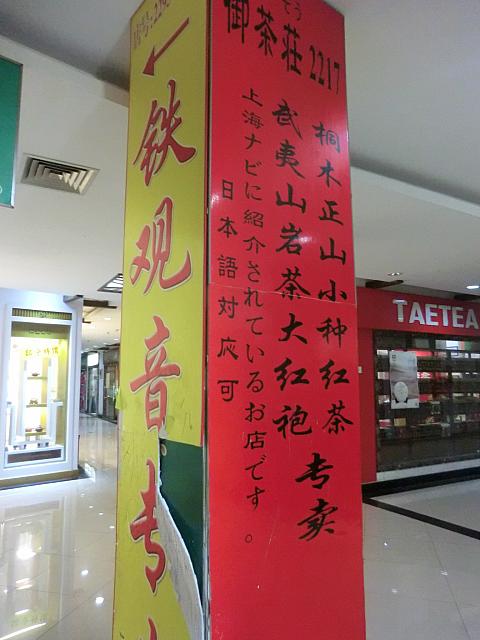 铁观音专
御茶荘 2217
桐木正山小种红茶 专卖
武夷山岩茶大红袍
上海ナビに紹介されているお店です。
日本語対応可
TAETEA